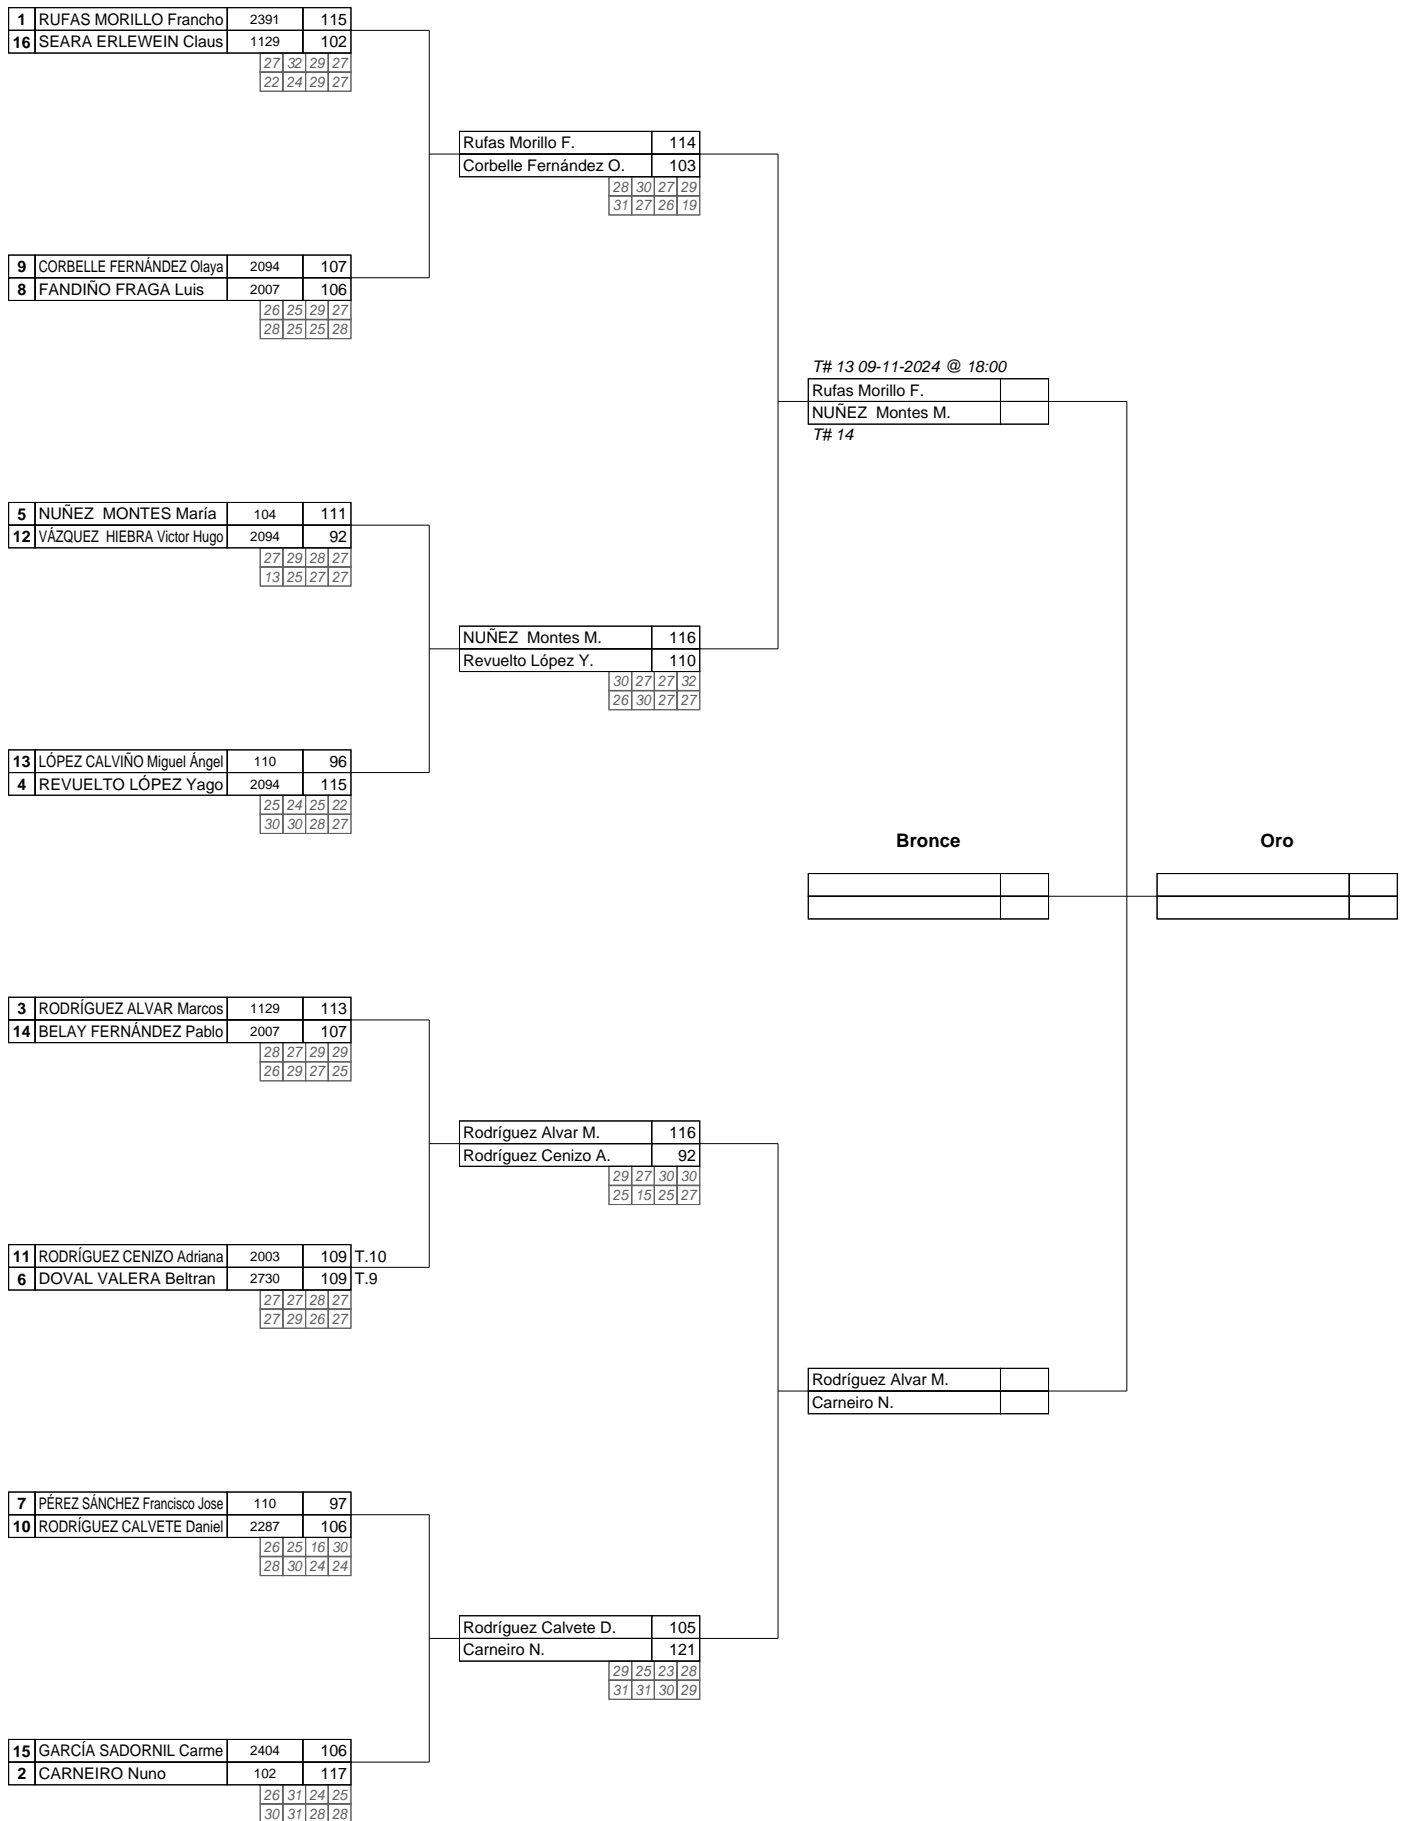 1 RUFAS MORILLO Francho 2391 115
16 SEARA ERLEWEIN Claus 1129 102
27 32 29 27
22 24 29 27
Rufas Morillo F. 114
Corbelle Fernández O. 103
28 30 27 29
31 27 26 19
9 CORBELLE FERNÁNDEZ Olaya 2094 107
8 FANDIÑO FRAGA Luis 2007 106
26 25 29 27
28 25 25 28
T# 13 09-11-2024 @ 18:00
Rufas Morillo F.
NUÑEZ Montes M.
T# 14
5 NUÑEZ MONTES María 104 111
12 VÁZQUEZ HIEBRA Victor Hugo 2094 92
27 29 28 27
13 25 27 27
NUÑEZ Montes M. 116
Revuelto López Y. 110
30 27 27 32
26 30 27 27
13 LÓPEZ CALVIÑO Miguel Ángel 110 96
4 REVUELTO LÓPEZ Yago 2094 115
25 24 25 22
30 30 28 27
Bronce Oro
3 RODRÍGUEZ ALVAR Marcos 1129 113
14 BELAY FERNÁNDEZ Pablo 2007 107
28 27 29 29
26 29 27 25
Rodríguez Alvar M. 116
Rodríguez Cenizo A. 92
29 27 30 30
25 15 25 27
11 RODRÍGUEZ CENIZO Adriana 2003 109 T.10
6 DOVAL VALERA Beltran 2730 109 T.9
27 27 28 27
27 29 26 27
Rodríguez Alvar M.
Carneiro N.
7 PÉREZ SÁNCHEZ Francisco Jose 110 97
10 RODRÍGUEZ CALVETE Daniel 2287 106
26 25 16 30
28 30 24 24
Rodríguez Calvete D. 105
Carneiro N. 121
29 25 23 28
31 31 30 29
15 GARCÍA SADORNIL Carme 2404 106
2 CARNEIRO Nuno 102 117
26 31 24 25
30 31 28 28